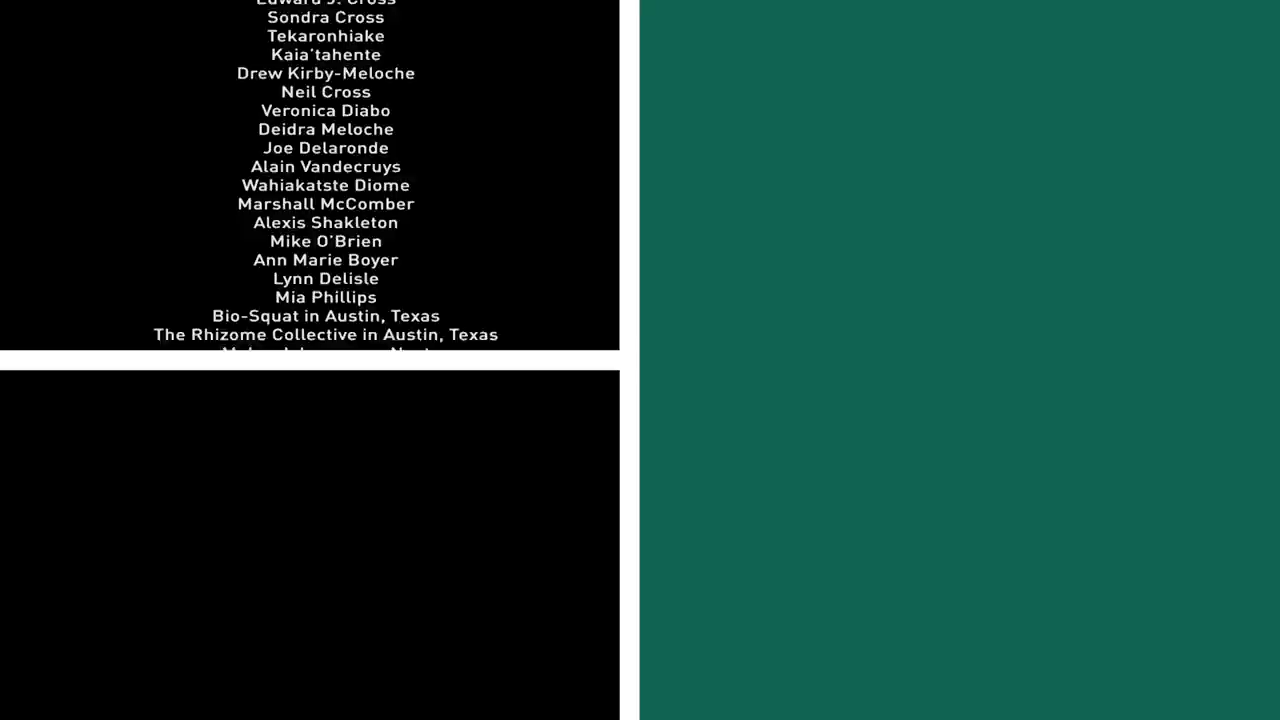 Edward J. Cross
Sondra Cross
Tekaronhiake
Kaia'tahente
Drew Kirby-Meloche
Neil Cross
Veronica Diabo
Deidra Meloche
Joe Delaronde
Alain Vandecruys
Wahiakatste Diome
Marshall McComber
Alexis Shakleton
Mike O'Brien
Ann Marie Boyer
Lynn Delisle
Mia Phillips
Bio-Squat in Austin, Texas
The Rhizome Collective in Austin, Texas